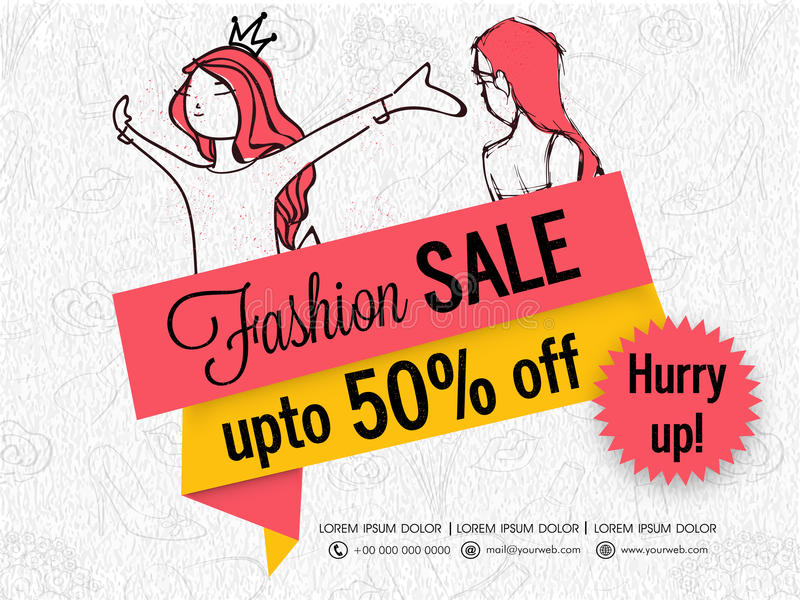 Fashion SALE
upto 50% off
Hurry
up!
LOREM IPSUM DOLOR | LOREM IPSUM DOLOR | LOREM IPSUM DOLOR
+00 000 000 0000 mail@yourweb.com www.yourweb.com
dreamstime